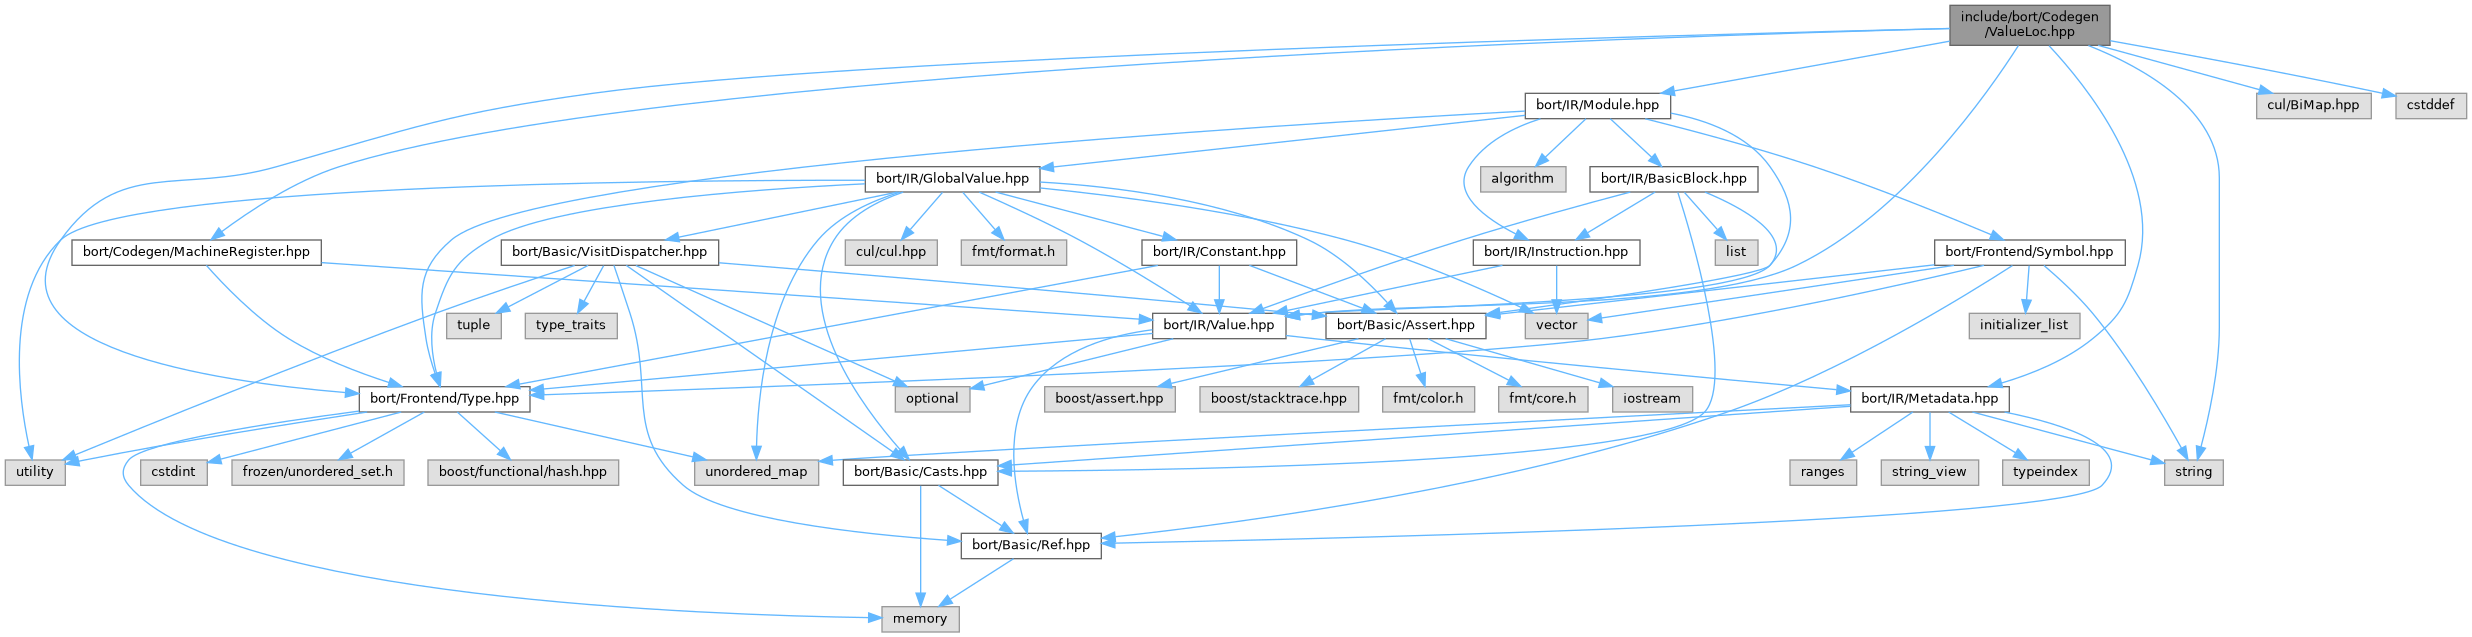 include/bort/Codegen
/ValueLoc.hpp
bort/IR/Module.hpp
cul/BiMap.hpp
cstddef
bort/IR/GlobalValue.hpp
algorithm
bort/IR/BasicBlock.hpp
bort/Codegen/MachineRegister.hpp
bort/Basic/VisitDispatcher.hpp
cul/cul.hpp
fmt/format.h
bort/IR/Constant.hpp
bort/IR/Instruction.hpp
list
bort/Frontend/Symbol.hpp
tuple
type_traits
bort/IR/Value.hpp
bort/Basic/Assert.hpp
vector
initializer_list
bort/Frontend/Type.hpp
optional
boost/assert.hpp
boost/stacktrace.hpp
fmt/color.h
fmt/core.h
iostream
bort/IR/Metadata.hpp
utility
cstdint
frozen/unordered_set.h
boost/functional/hash.hpp
unordered_map
bort/Basic/Casts.hpp
ranges
string_view
typeindex
string
bort/Basic/Ref.hpp
memory